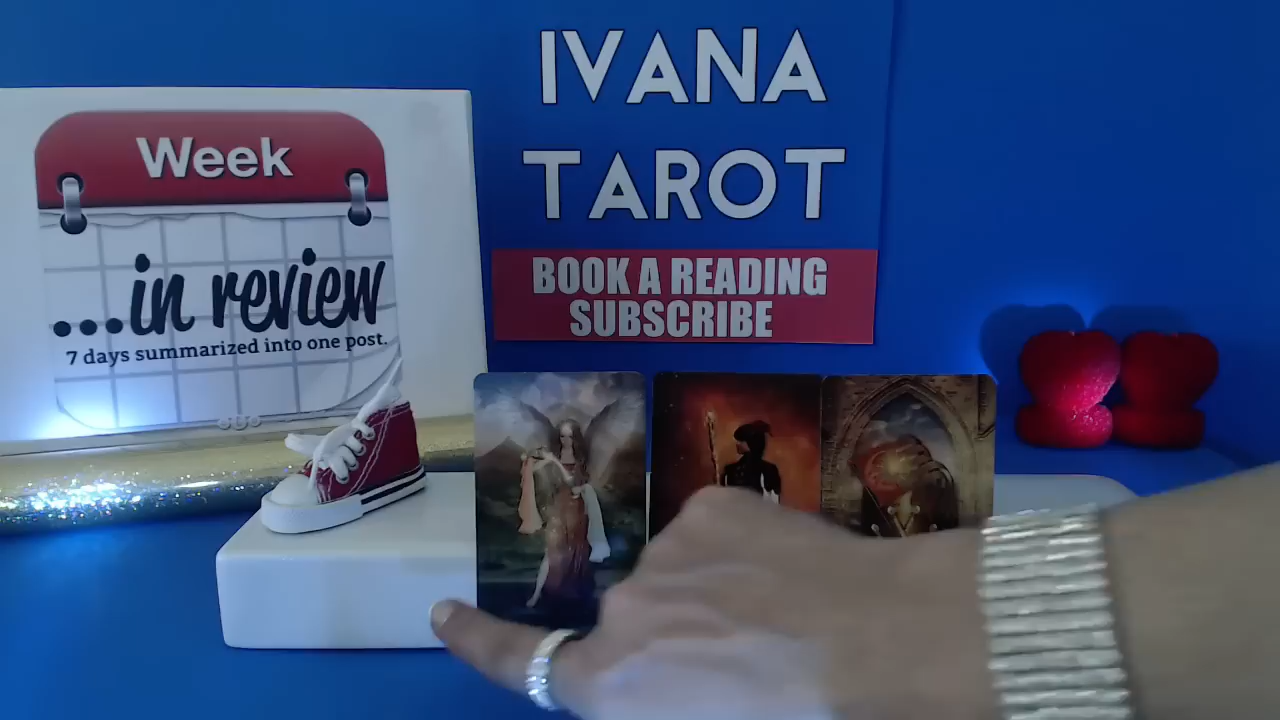 Week
...in review
7 days summarized into one post.
IVANA
TAROT
BOOK A READING
SUBSCRIBE